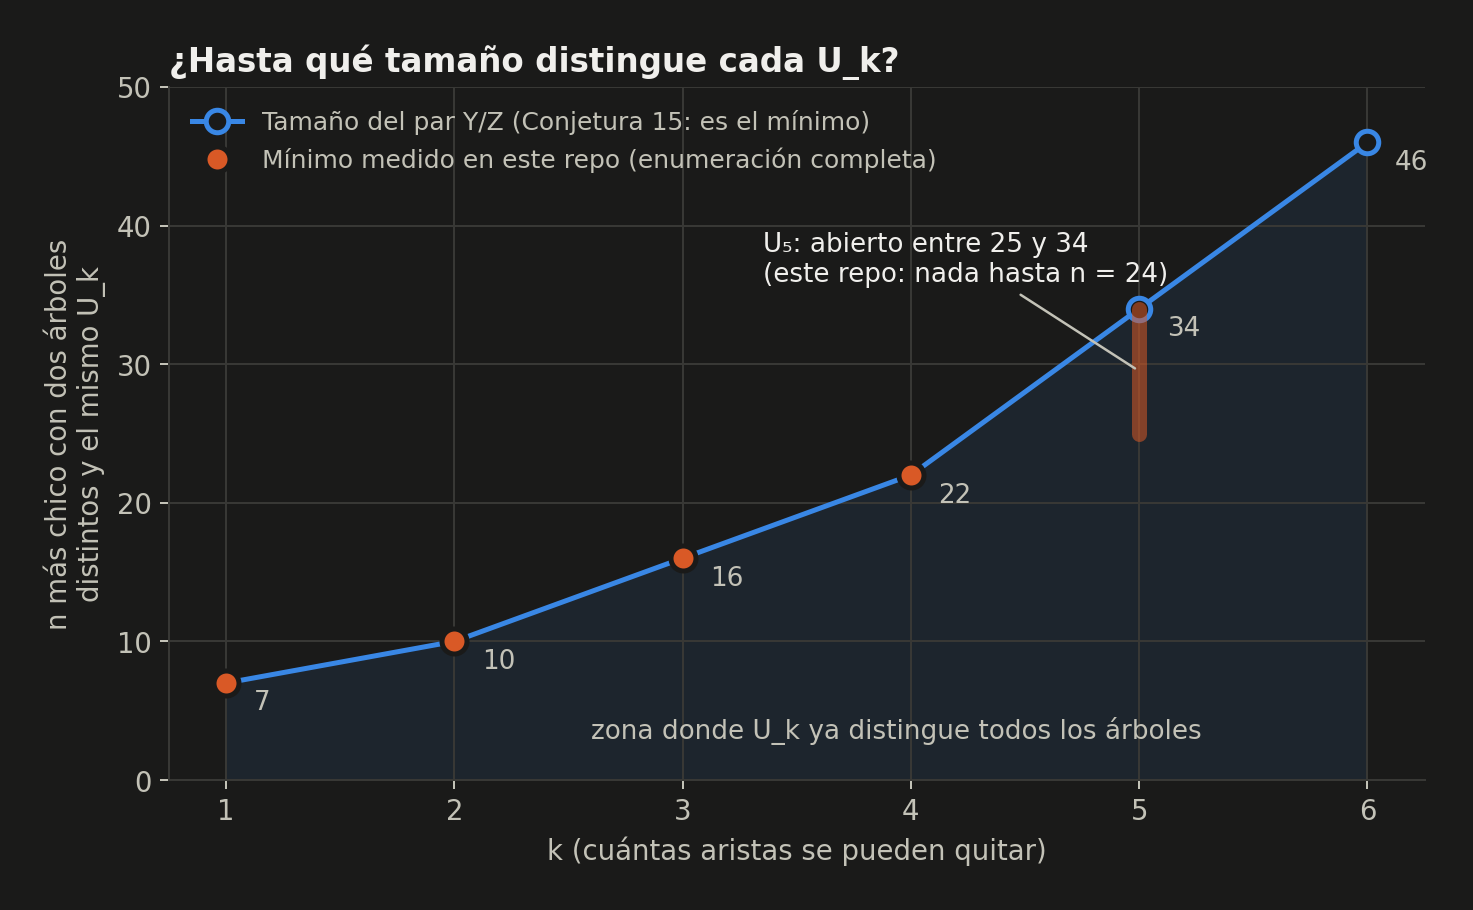 ¿Hasta qué tamaño distingue cada U_k?
Tamaño del par Y/Z (Conjetura 15: es el mínimo)
Mínimo medido en este repo (enumeración completa)
U₅: abierto entre 25 y 34
(este repo: nada hasta n = 24)
50
40
30
20
10
0
n más chico con dos árboles
distintos y el mismo U_k
46
34
22
16
10
7
zona donde U_k ya distingue todos los árboles
1 2 3 4 5 6
k (cuántas aristas se pueden quitar)